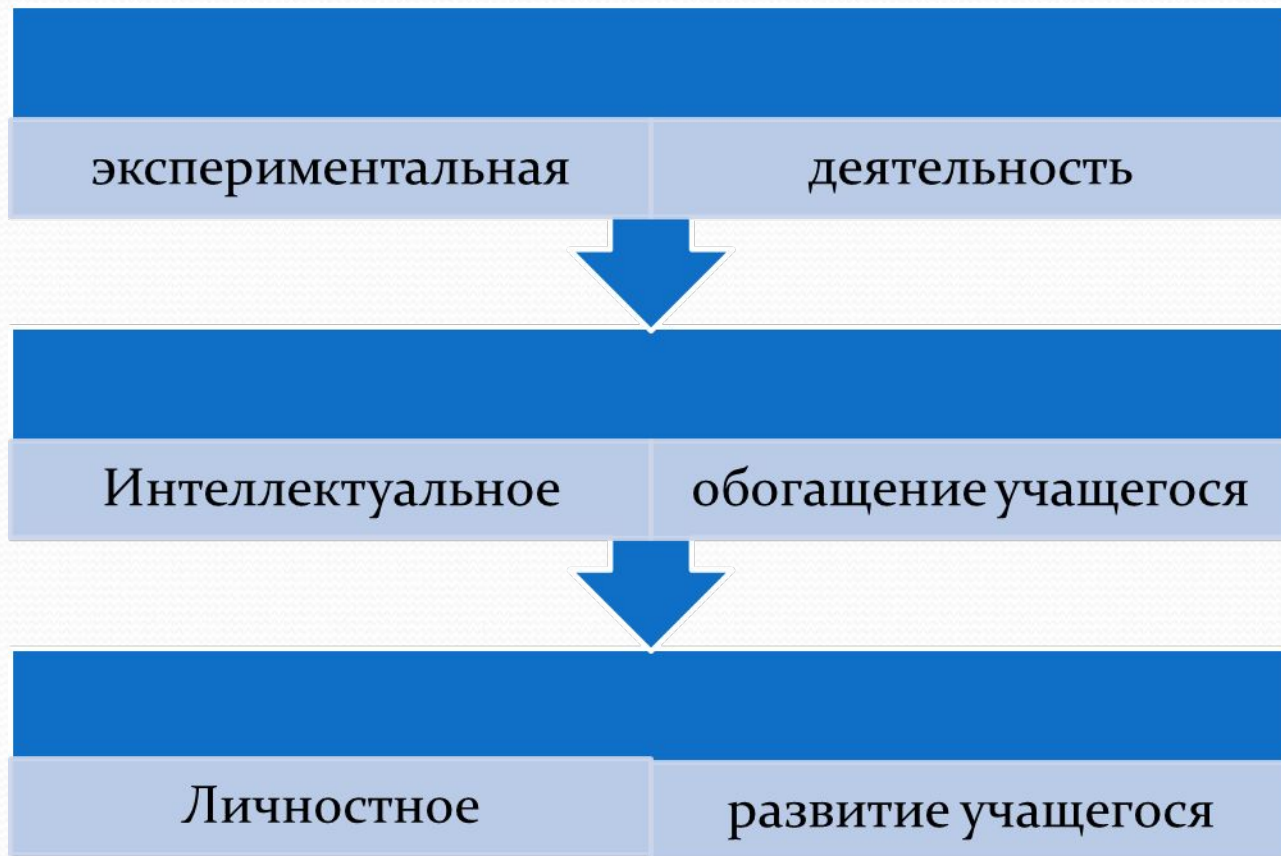 экспериментальная деятельность
Интеллектуальное обогащение учащегося
Личностное развитие учащегося